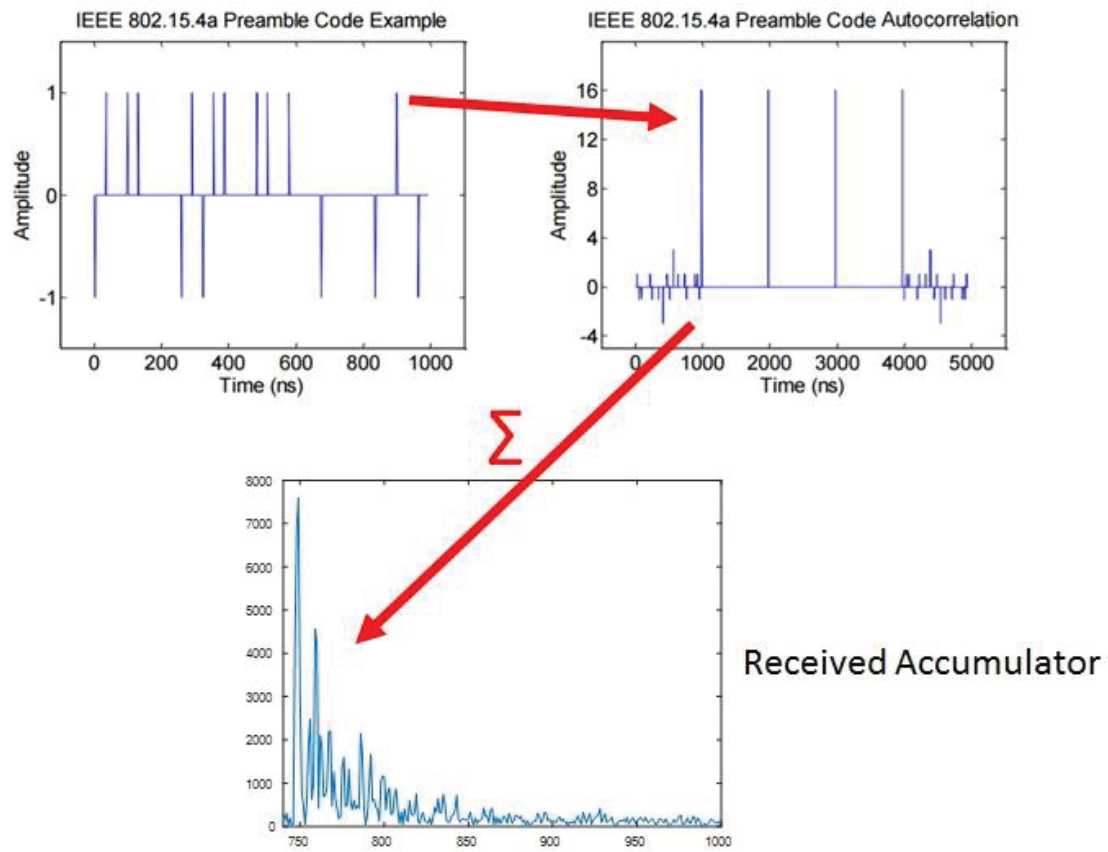 IEEE 802.15.4a Preamble Code Example
Amplitude
1
0
-1
0 200 400 600 800 1000
Time (ns)
IEEE 802.15.4a Preamble Code Autocorrelation
Amplitude
16
12
8
4
0
-4
0 1000 2000 3000 4000 5000
Time (ns)
Σ
8000
7000
6000
5000
4000
3000
2000
1000
0
750 800 850 900 950 1000
Received Accumulator